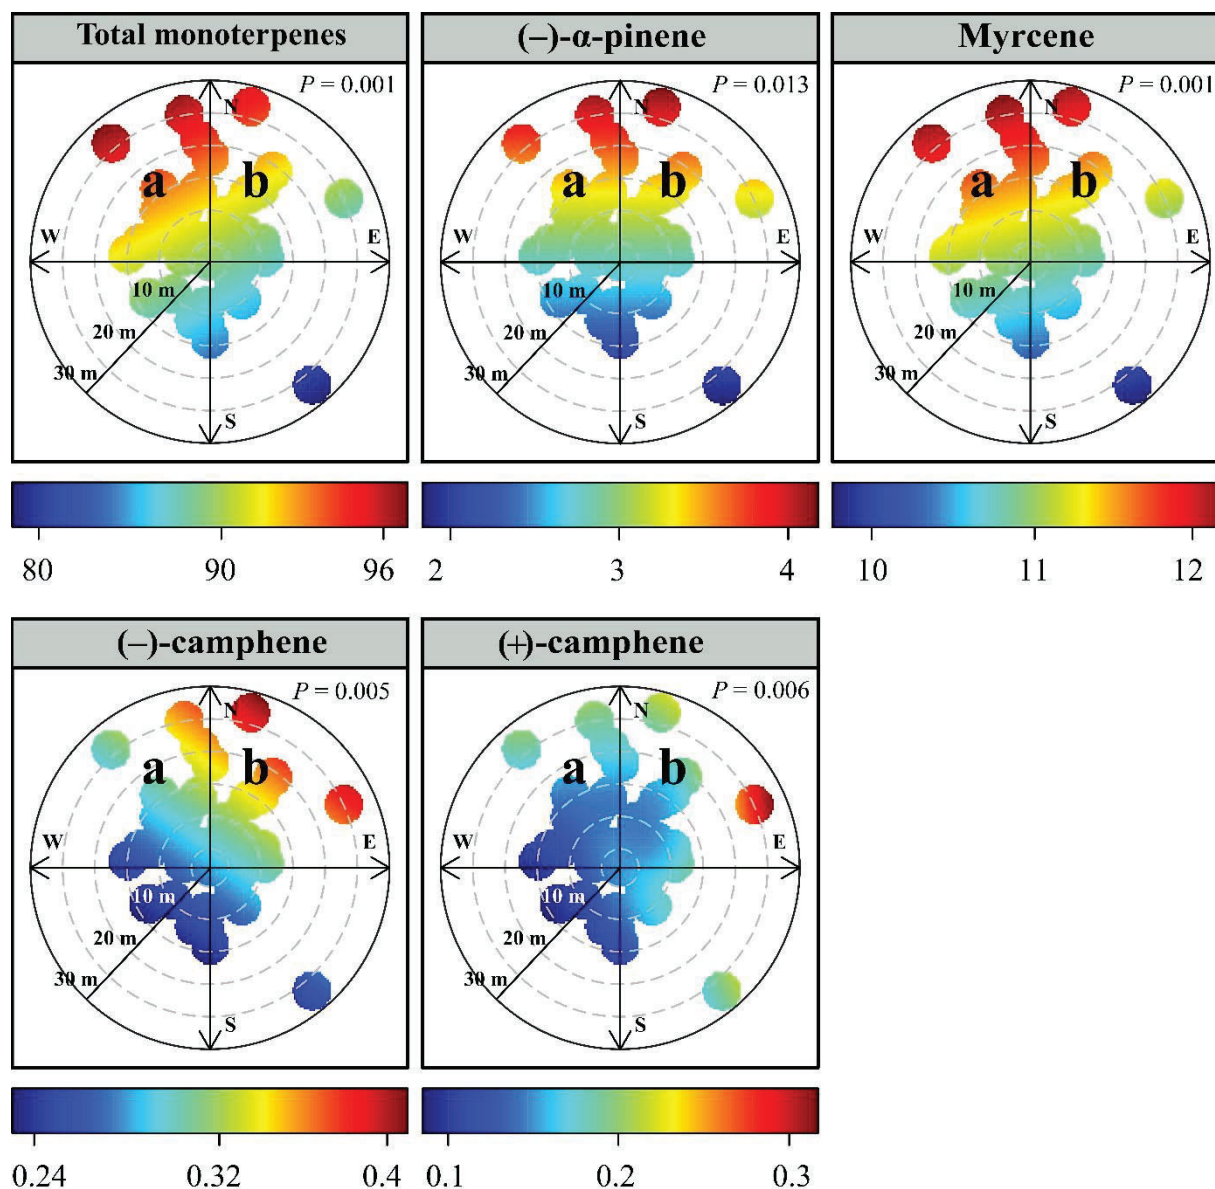 Total monoterpenes
P = 0.001
N
a b
W E
10 m
20 m
30 m
S
80 90 96
(−)-α-pinene
P = 0.013
N
a b
W E
10 m
20 m
30 m
S
2 3 4
Myrcene
P = 0.001
N
a b
W E
10 m
20 m
30 m
S
10 11 12
(−)-camphene
P = 0.005
N
a b
W E
10 m
20 m
30 m
S
0.24 0.32 0.4
(+)-camphene
P = 0.006
N
a b
W E
10 m
20 m
30 m
S
0.1 0.2 0.3